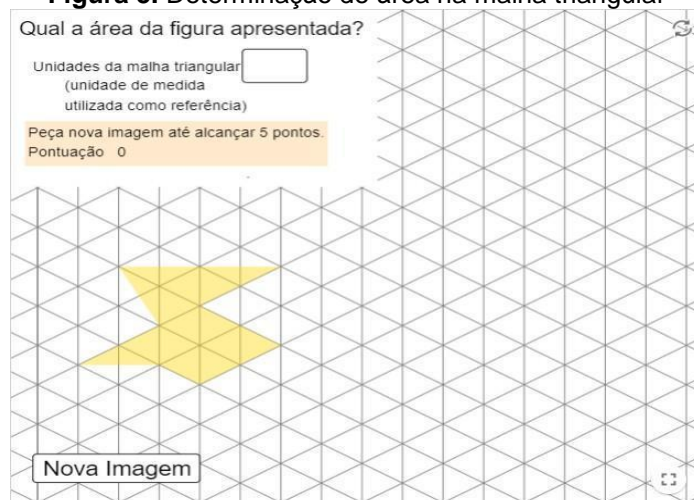 Figura 3. Determinação de área na malha triangular
Qual a área da figura apresentada?
Unidades da malha triangular
(unidade de medida
utilizada como referência)
Peça nova imagem até alcançar 5 pontos.
Pontuação 0
Nova Imagem